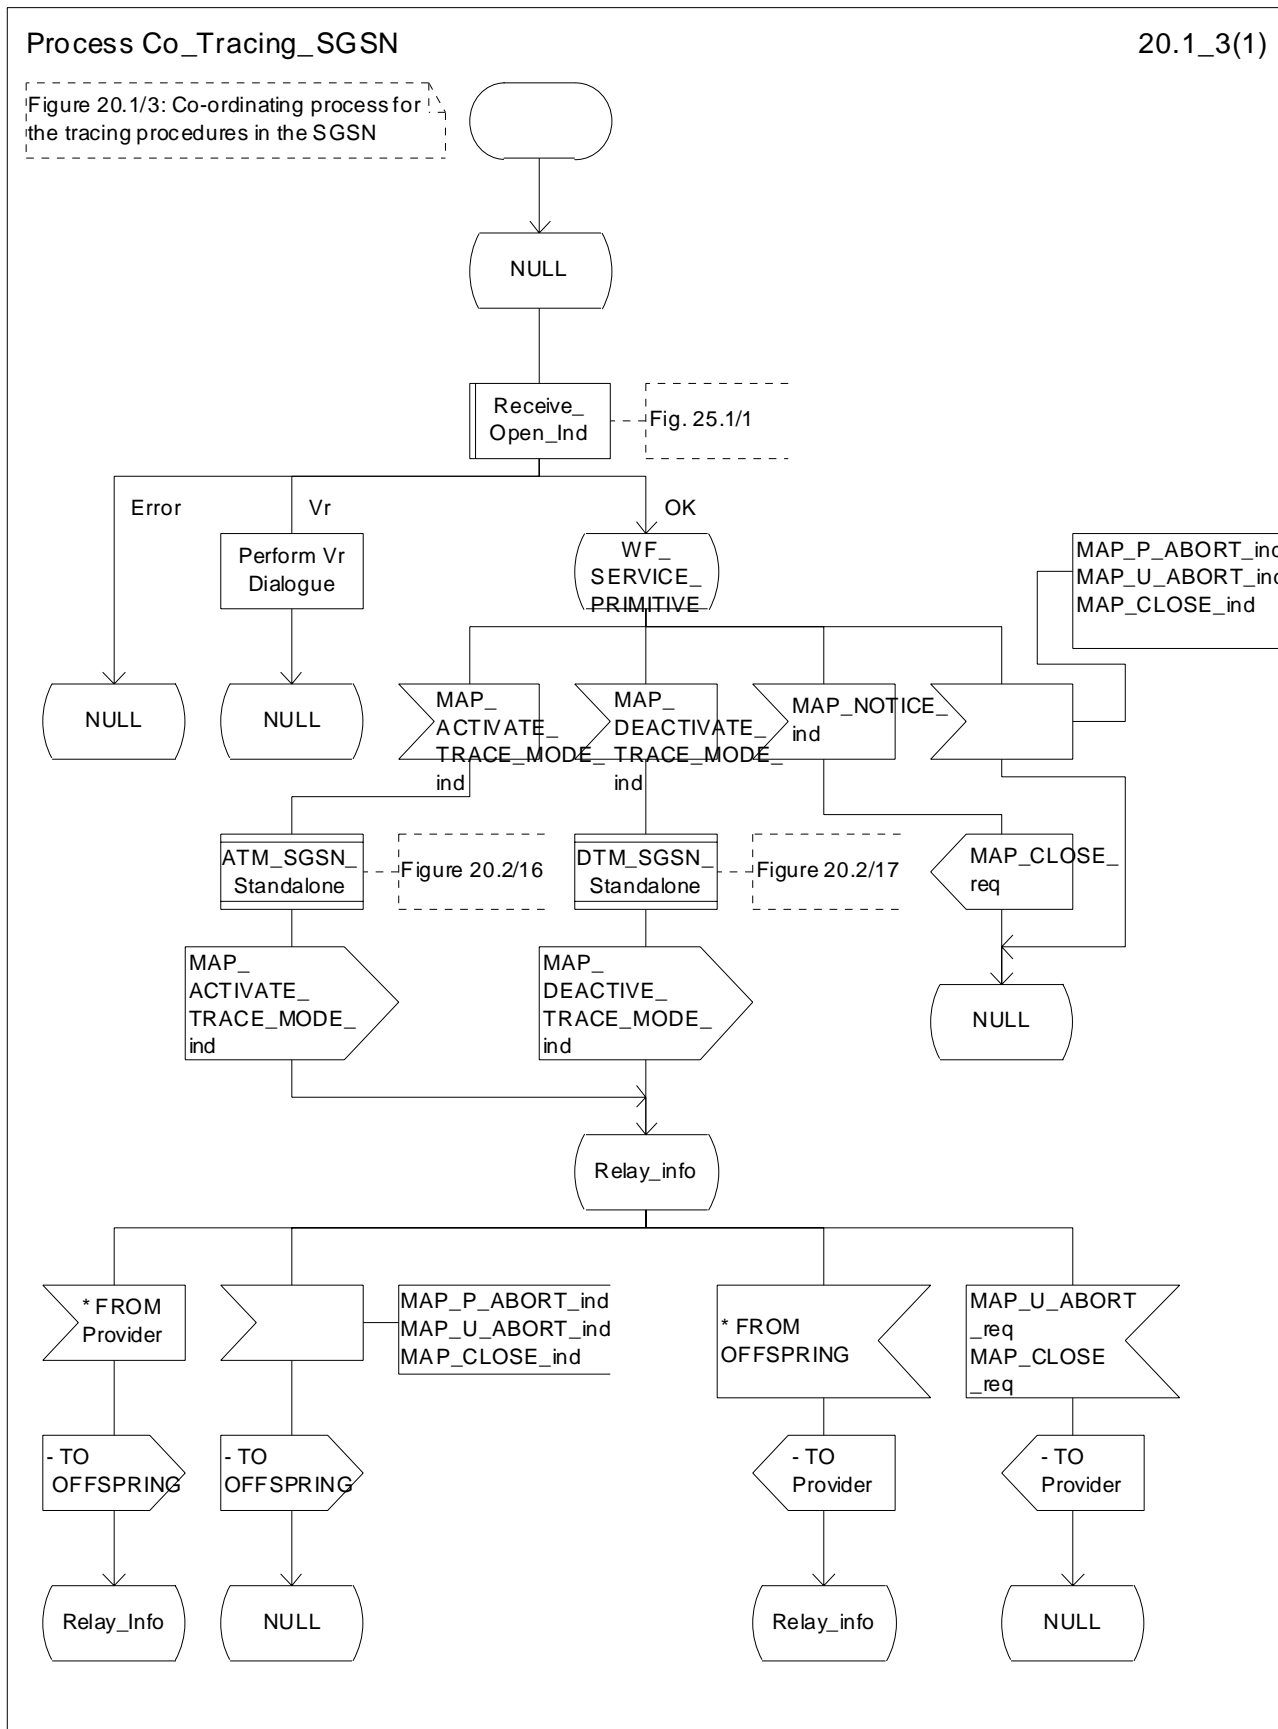 Process Co_Tracing_SGSN
20.1_3(1)
Figure 20.1/3: Co-ordinating process for
the tracing procedures in the SGSN
NULL
Receive_
Open_Ind
Fig. 25.1/1
Error
Vr
OK
Perform Vr
Dialogue
WF_
SERVICE_
PRIMITIVE
MAP_P_ABORT_ind
MAP_U_ABORT_ind
MAP_CLOSE_ind
NULL
NULL
MAP_
ACTIVATE_
TRACE_MODE_
ind
MAP_
DEACTIVATE_
TRACE_MODE_
ind
MAP_NOTICE_
ind
ATM_SGSN_
Standalone
Figure 20.2/16
DTM_SGSN_
Standalone
Figure 20.2/17
MAP_CLOSE_
req
MAP_
ACTIVATE_
TRACE_MODE_
ind
MAP_
DEACTIVE_
TRACE_MODE_
ind
NULL
Relay_info
* FROM
Provider
MAP_P_ABORT_ind
MAP_U_ABORT_ind
MAP_CLOSE_ind
* FROM
OFFSPRING
MAP_U_ABORT
_req
MAP_CLOSE
_req
- TO
OFFSPRING
- TO
OFFSPRING
- TO
Provider
- TO
Provider
Relay_Info
NULL
Relay_info
NULL